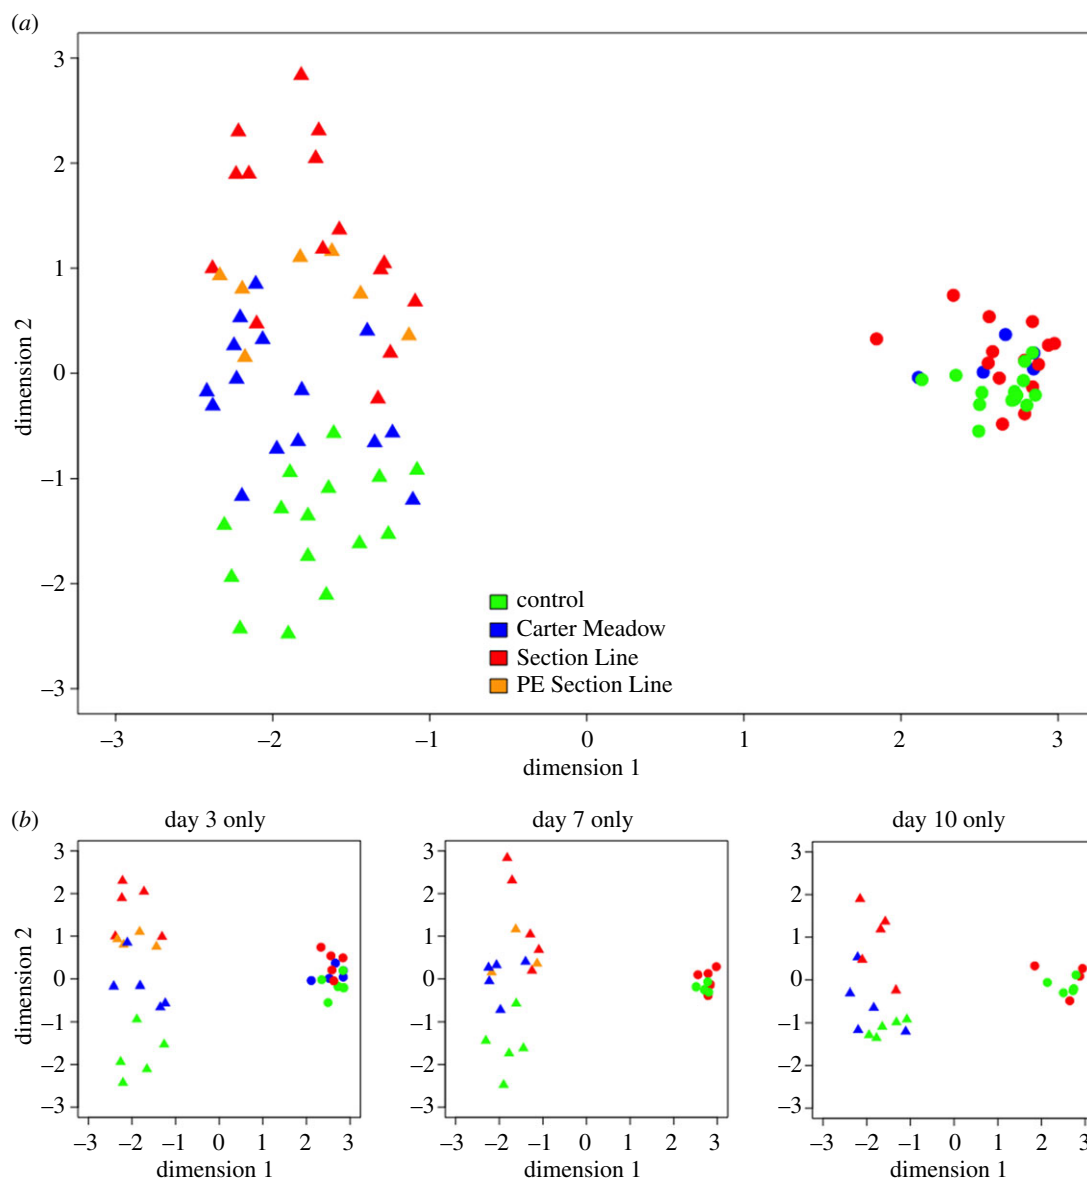 (a)
3
2
1
0
–1
–2
–3
dimension 2
control
Carter Meadow
Section Line
PE Section Line
–3 –2 –1 0 1 2 3
dimension 1
(b)
day 3 only day 7 only day 10 only
3 3 3
2 2 2
1 1 1
0 0 0
–1 –1 –1
–2 –2 –2
–3 –3 –3
dimension 2
–3 –2 –1 0 1 2 3 –3 –2 –1 0 1 2 3 –3 –2 –1 0 1 2 3
dimension 1 dimension 1 dimension 1